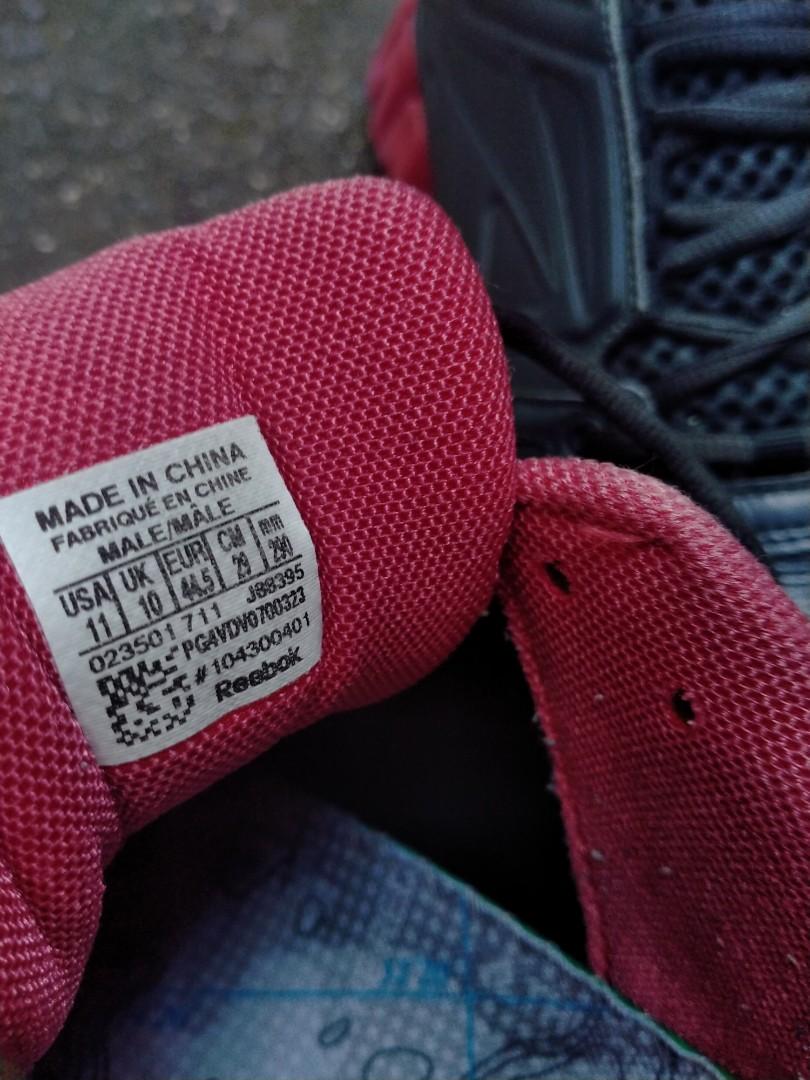 MADE IN CHINA
FABRIQUÉ EN CHINE
MALE/MÂLE
USA UK EUR CM mm
11 10 44.5 29 290
023501 711 J88395
PGAVDV0700323
#104300401
Reebok